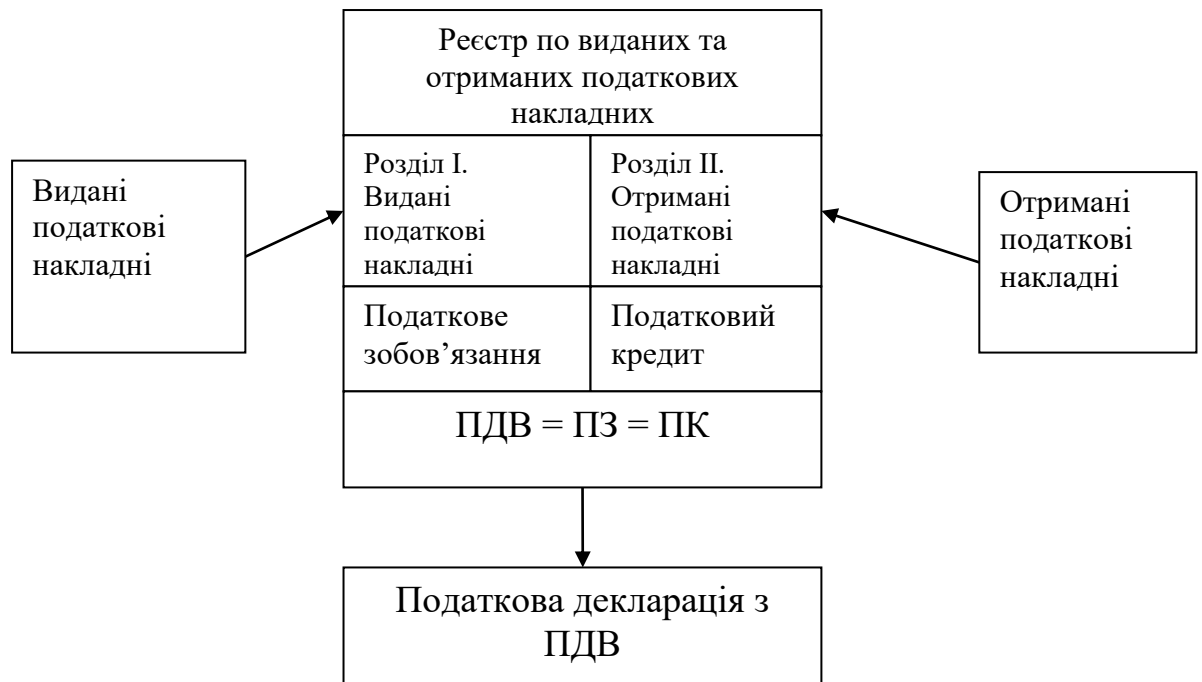 Реєстр по виданих та
отриманих податкових
накладних
Видані
податкові
накладні
Розділ І.
Видані
податкові
накладні
Розділ ІІ.
Отримані
податкові
накладні
Отримані
податкові
накладні
Податкове
зобов’язання
Податковий
кредит
ПДВ = ПЗ = ПК
Податкова декларація з
ПДВ